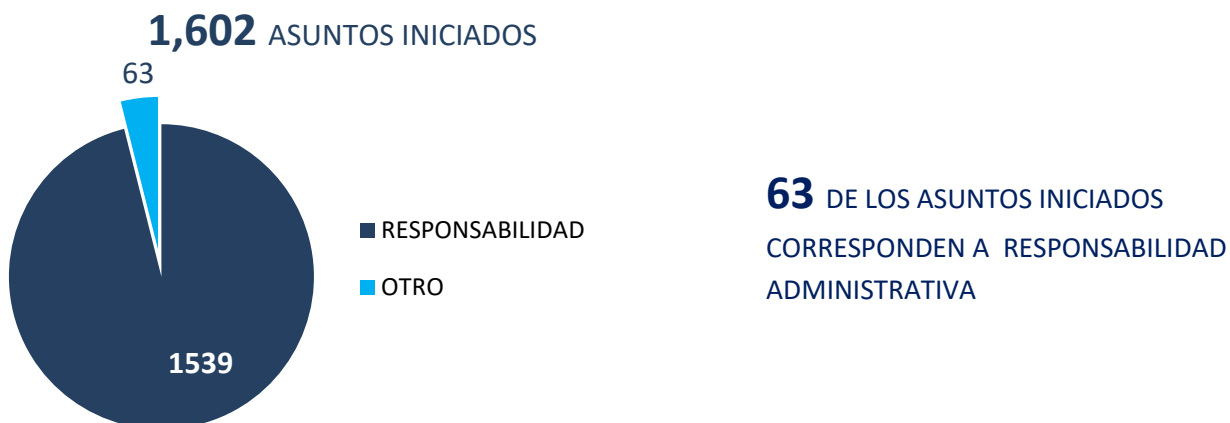 1,602 ASUNTOS INICIADOS
63
1539
RESPONSABILIDAD
OTRO
63 DE LOS ASUNTOS INICIADOS
CORRESPONDEN A RESPONSABILIDAD
ADMINISTRATIVA